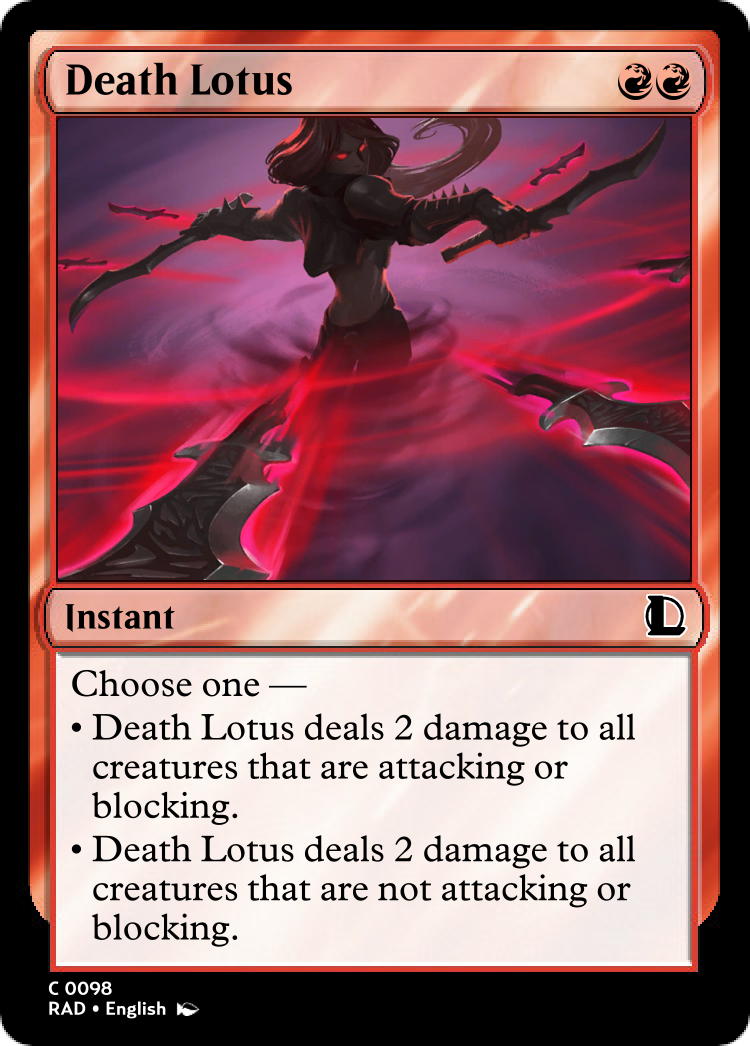 Death Lotus
Instant
Choose one —
• Death Lotus deals 2 damage to all
creatures that are attacking or
blocking.
• Death Lotus deals 2 damage to all
creatures that are not attacking or
blocking.
C 0098
RAD • English